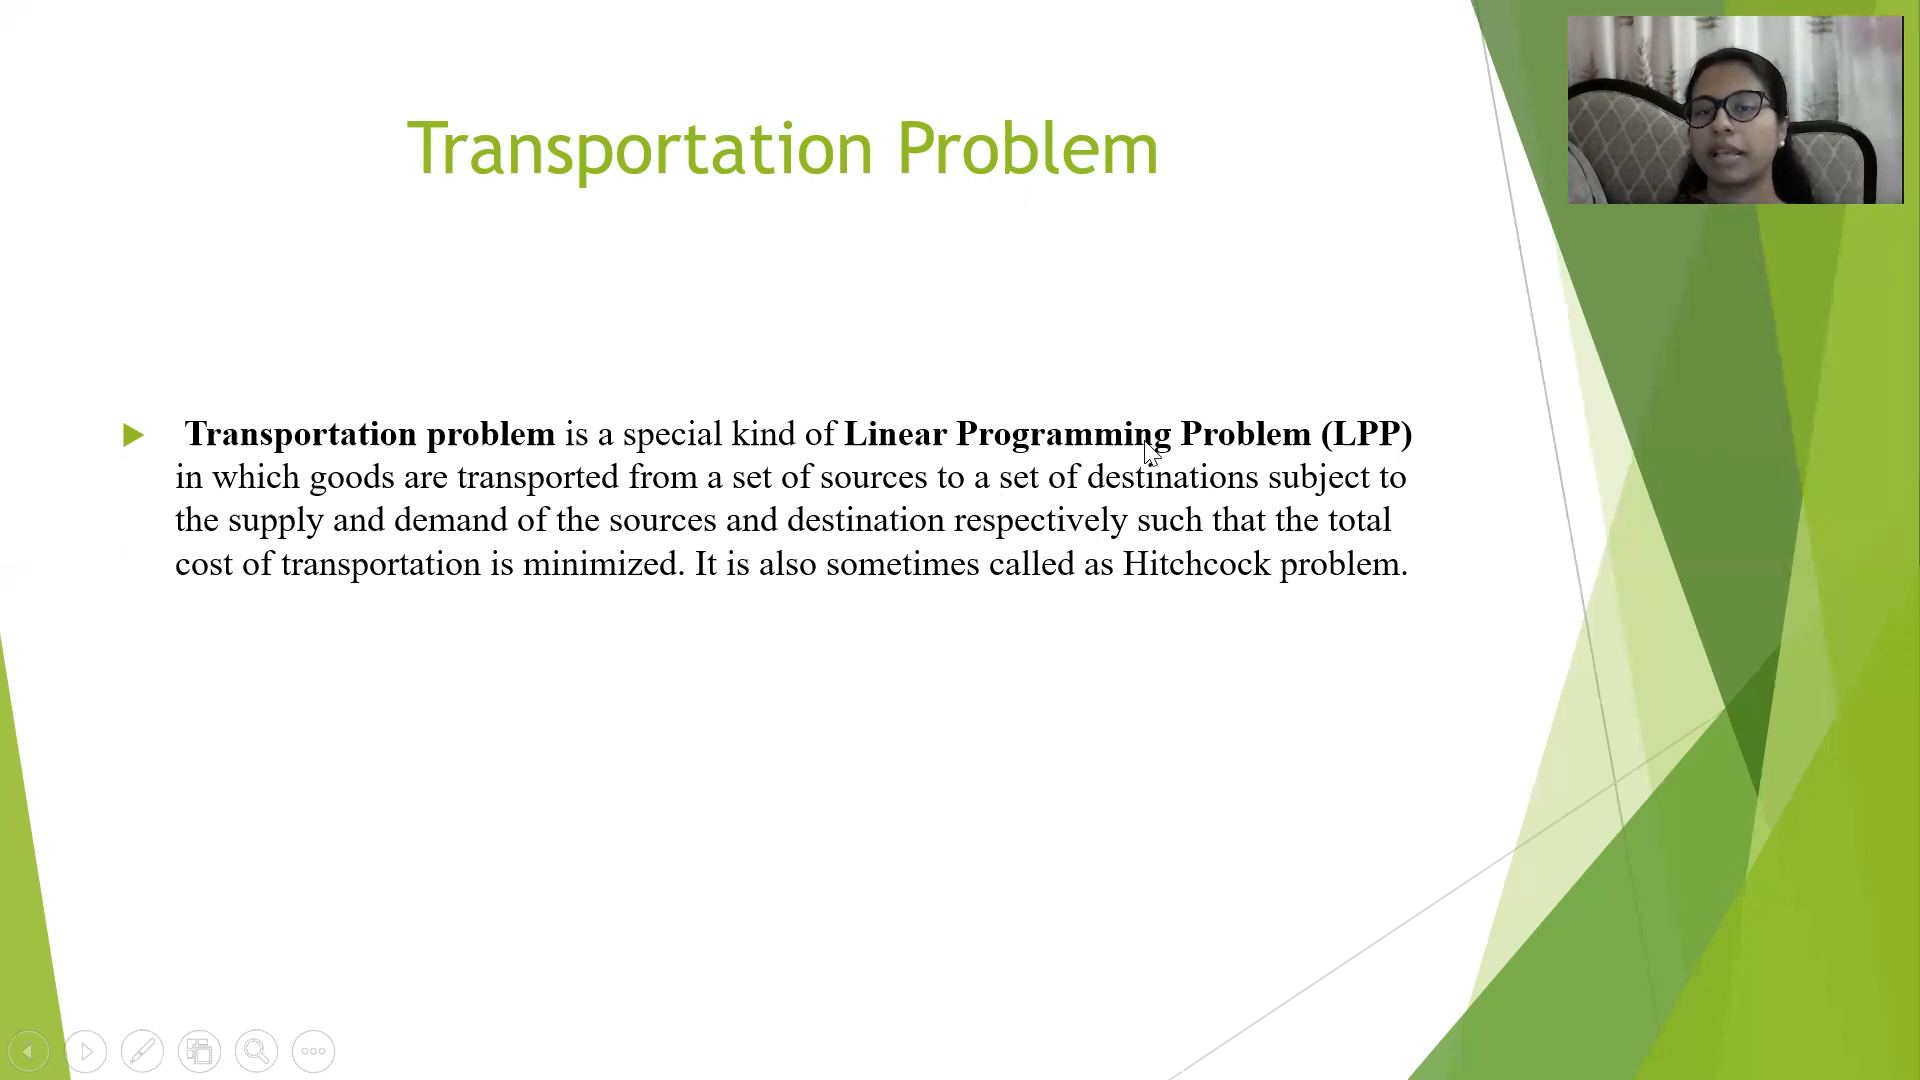 Transportation Problem
Transportation problem is a special kind of Linear Programming Problem (LPP)
in which goods are transported from a set of sources to a set of destinations subject to
the supply and demand of the sources and destination respectively such that the total
cost of transportation is minimized. It is also sometimes called as Hitchcock problem.